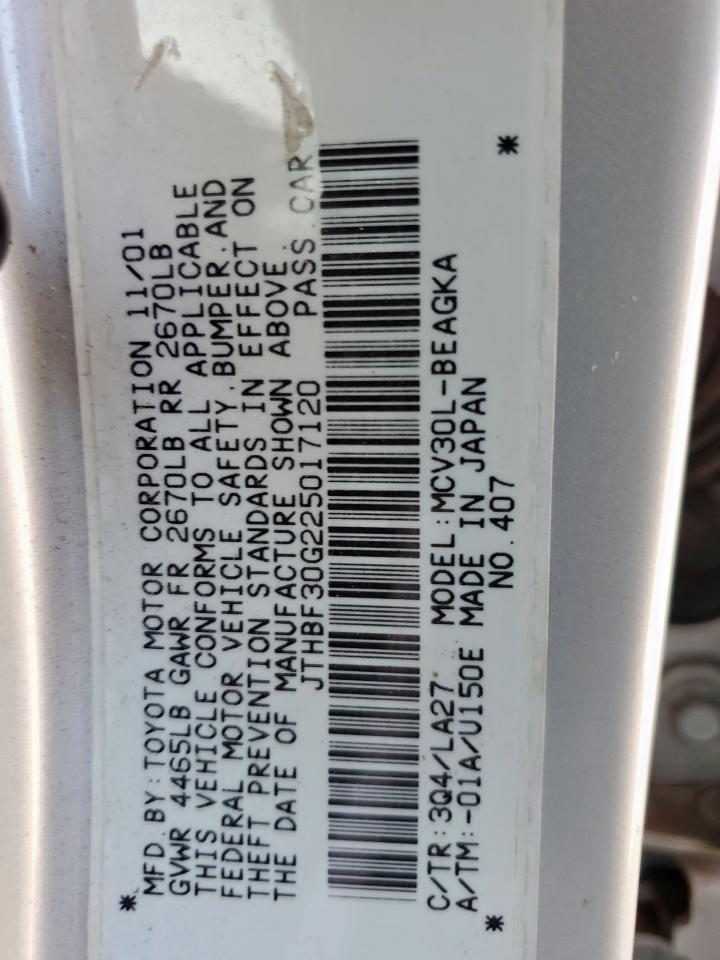 MFD. BY: TOYOTA MOTOR CORPORATION 11/01
GVWR 4465LB GAWR FR 2670LB RR 2670LB
THIS VEHICLE CONFORMS TO ALL APPLICABLE
FEDERAL MOTOR VEHICLE SAFETY, BUMPER, AND
THEFT PREVENTION STANDARDS IN EFFECT ON
THE DATE OF MANUFACTURE SHOWN ABOVE.
JTHBF30G225017120 PASS. CAR
C/TR: 3Q4/LA27 MODEL: MCV30L-BEAGKA
A/TM: -01A/U150E MADE IN JAPAN
NO. 407